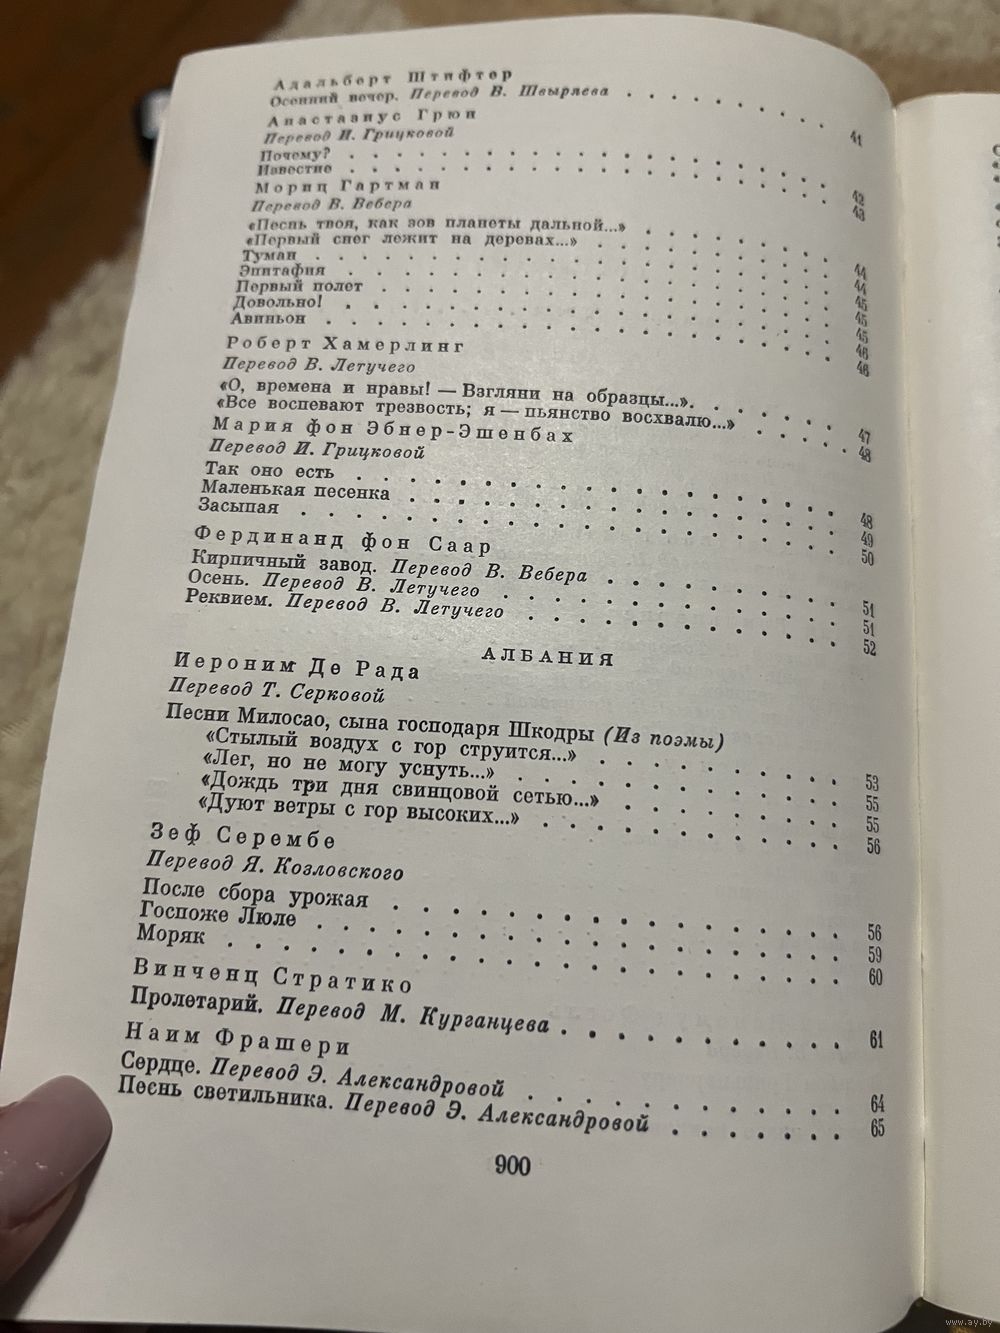 Адальберт Штифтер
Осенний вечер. Перевод В. Швыряева . . . . . . . . 41
Анастазиус Грюн
Перевод И. Грицковой
Почему? . . . . . . . . . . . . . . . . 42
Известие . . . . . . . . . . . . . . . . 43
Мориц Гартман
Перевод В. Вебера
«Песнь твоя, как зов планеты дальной...» . . . . . . . . 44
«Первый снег лежит на деревах...» . . . . . . . . . 44
Туман . . . . . . . . . . . . . . . . . 45
Эпитафия . . . . . . . . . . . . . . . . 45
Первый полет . . . . . . . . . . . . . . . 45
Довольно! . . . . . . . . . . . . . . . . 46
Авиньон . . . . . . . . . . . . . . . . . 46
Роберт Хамерлинг
Перевод В. Летучего
«О, времена и нравы! — Взгляни на образцы...». . . . . . 47
«Все воспевают трезвость; я — пьянство восхвалю...» . . . . 48
Мария фон Эбнер-Эшенбах
Перевод И. Грицковой
Так оно есть . . . . . . . . . . . . . . . 48
Маленькая песенка . . . . . . . . . . . . . 49
Засыпая . . . . . . . . . . . . . . . . . 50
Фердинанд фон Саар
Кирпичный завод. Перевод В. Вебера . . . . . . . . 51
Осень. Перевод В. Летучего . . . . . . . . . . . 51
Реквием. Перевод В. Летучего . . . . . . . . . . 52
АЛБАНИЯ
Иероним Де Рада
Перевод Т. Серковой
Песни Милосао, сына господаря Шкодры (Из поэмы)
«Стылый воздух с гор струится...» . . . . . . . . . 53
«Лег, но не могу уснуть...» . . . . . . . . . . . 55
«Дождь три дня свинцовой сетью...» . . . . . . . . 55
«Дуют ветры с гор высоких...» . . . . . . . . . . 56
Зеф Серембе
Перевод Я. Козловского
После сбора урожая . . . . . . . . . . . . . . 56
Госпоже Люле . . . . . . . . . . . . . . . . 59
Моряк . . . . . . . . . . . . . . . . . . 60
Винченц Стратико
Пролетарий. Перевод М. Курганцева . . . . . . . . . 61
Наим Фрашери
Сердце. Перевод Э. Александровой . . . . . . . . . 64
Песнь светильника. Перевод Э. Александровой . . . . . . 65
900
www.ay.by